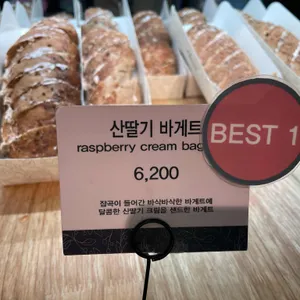 산딸기 바게트
raspberry cream bag
BEST 1
6,200
잡곡이 들어간 바삭바삭한 바게트에
달콤한 산딸기 크림을 샌드한 바게트